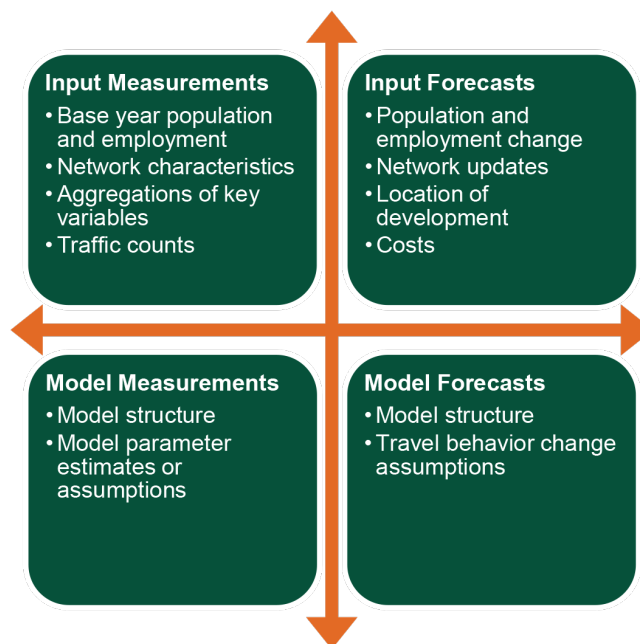 Input Measurements
• Base year population
and employment
• Network characteristics
• Aggregations of key
variables
• Traffic counts
Input Forecasts
• Population and
employment change
• Network updates
• Location of
development
• Costs
Model Measurements
• Model structure
• Model parameter
estimates or
assumptions
Model Forecasts
• Model structure
• Travel behavior change
assumptions